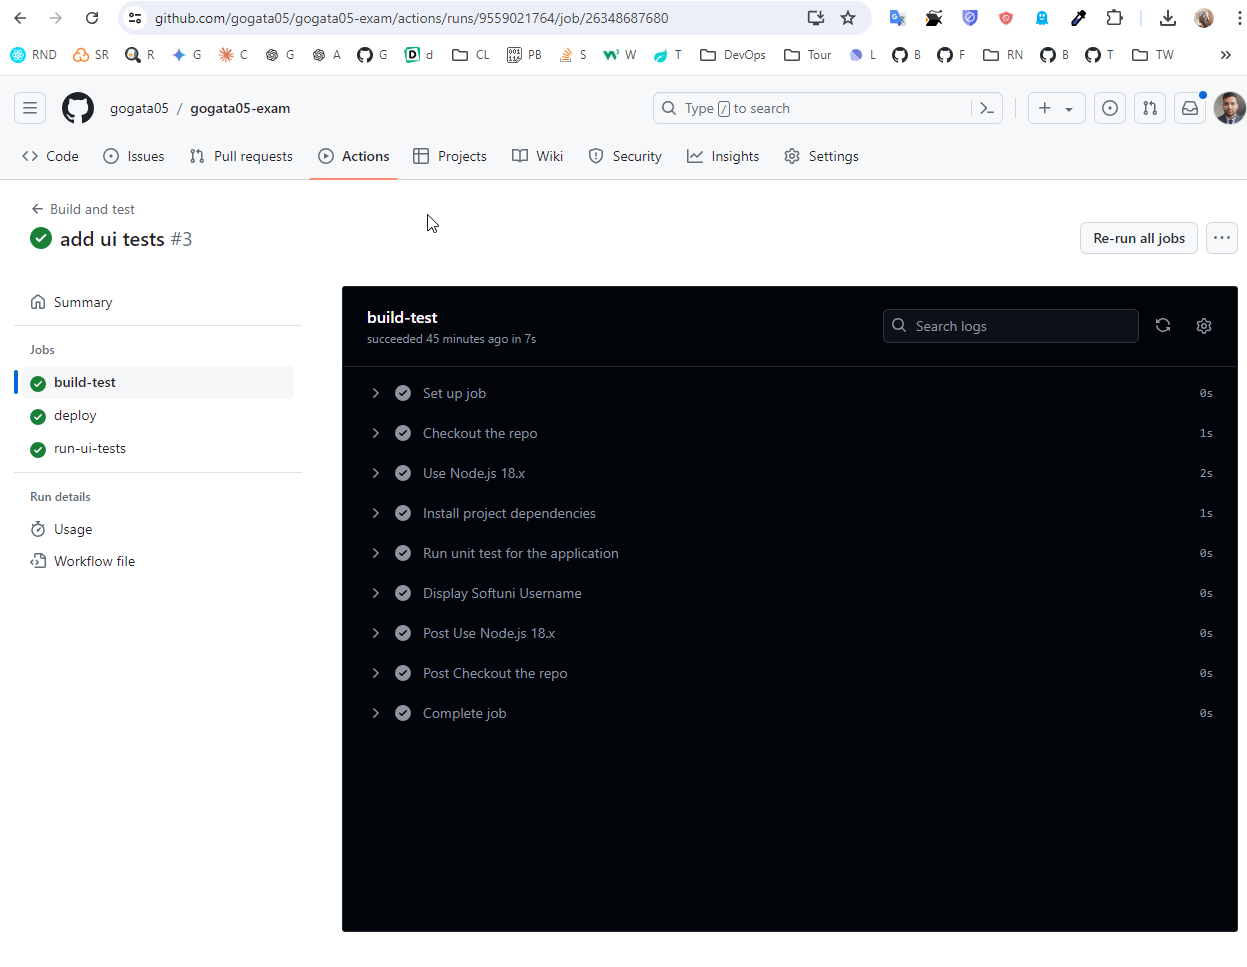 github.com/gogata05/gogata05-exam/actions/runs/9559021764/job/26348687680
RND SR R G C G A G d CL PB S W T DevOps Tour L B F RN B T TW
gogata05 / gogata05-exam Type / to search
Code Issues Pull requests Actions Projects Wiki Security Insights Settings
Build and test
add ui tests #3
Re-run all jobs
Summary
Jobs
build-test
deploy
run-ui-tests
Run details
Usage
Workflow file
build-test
succeeded 45 minutes ago in 7s
Search logs
Set up job 0s
Checkout the repo 1s
Use Node.js 18.x 2s
Install project dependencies 1s
Run unit test for the application 0s
Display Softuni Username 0s
Post Use Node.js 18.x 0s
Post Checkout the repo 0s
Complete job 0s